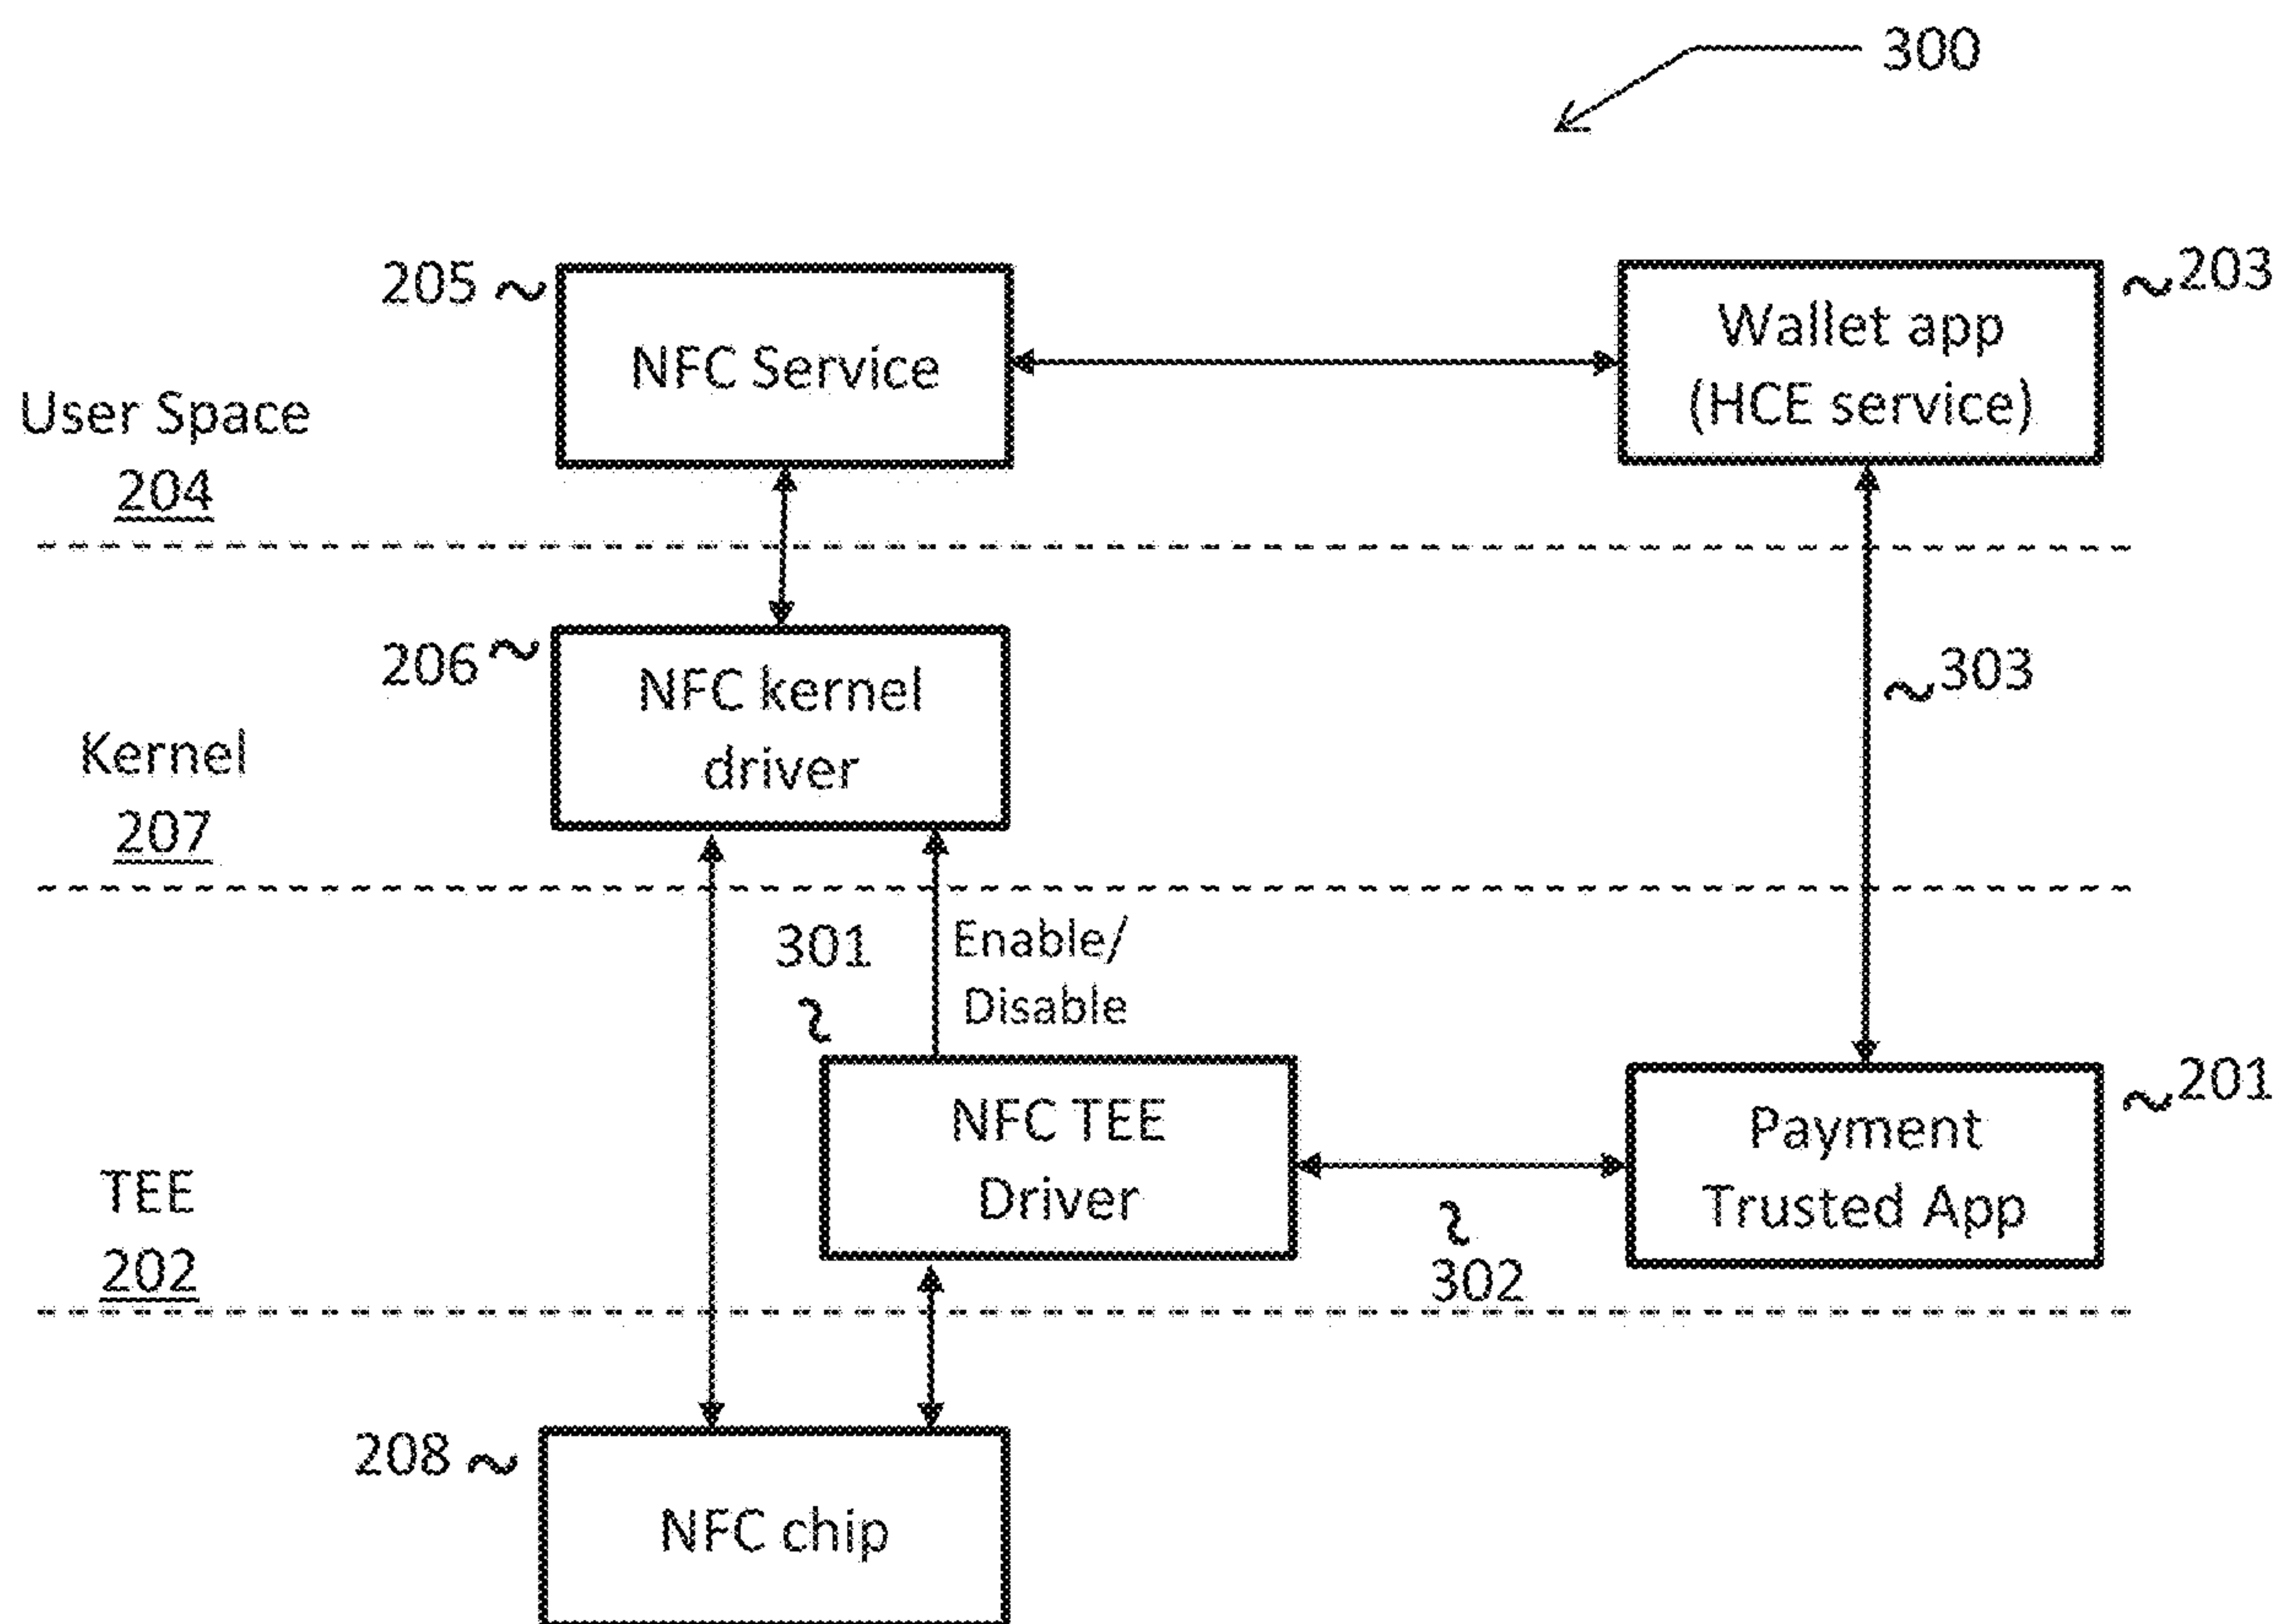 300
205
NFC Service
Wallet app
(HCE service)
203
User Space
204
206
NFC kernel
driver
303
Kernel
207
301
Enable/
Disable
NFC TEE
Driver
Payment
Trusted App
201
TEE
202
302
208
NFC chip